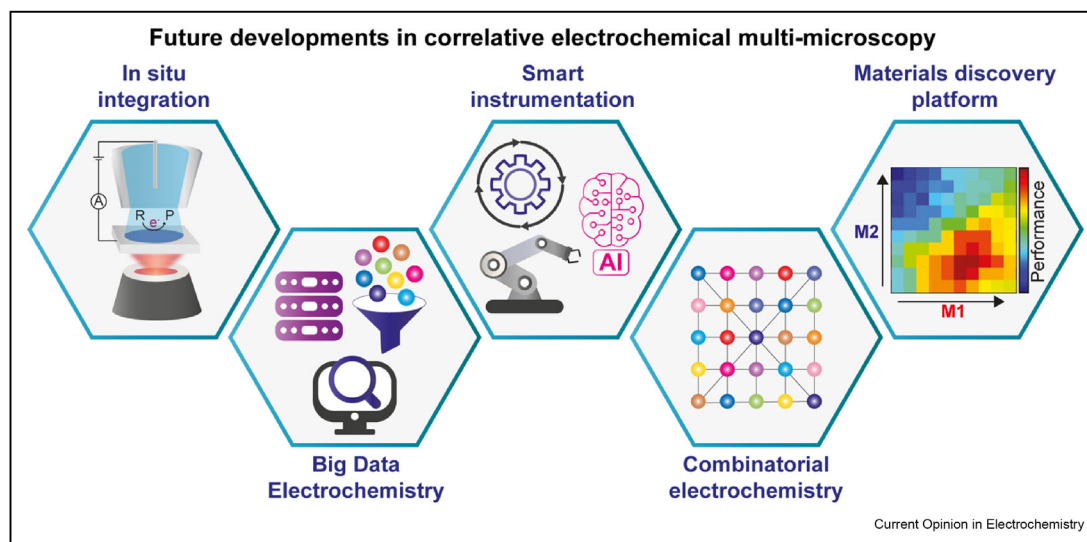 Future developments in correlative electrochemical multi-microscopy
In situ
integration
Smart
instrumentation
Materials discovery
platform
A
R
P
e-
AI
M2
M1
Performance
Big Data
Electrochemistry
Combinatorial
electrochemistry
Current Opinion in Electrochemistry